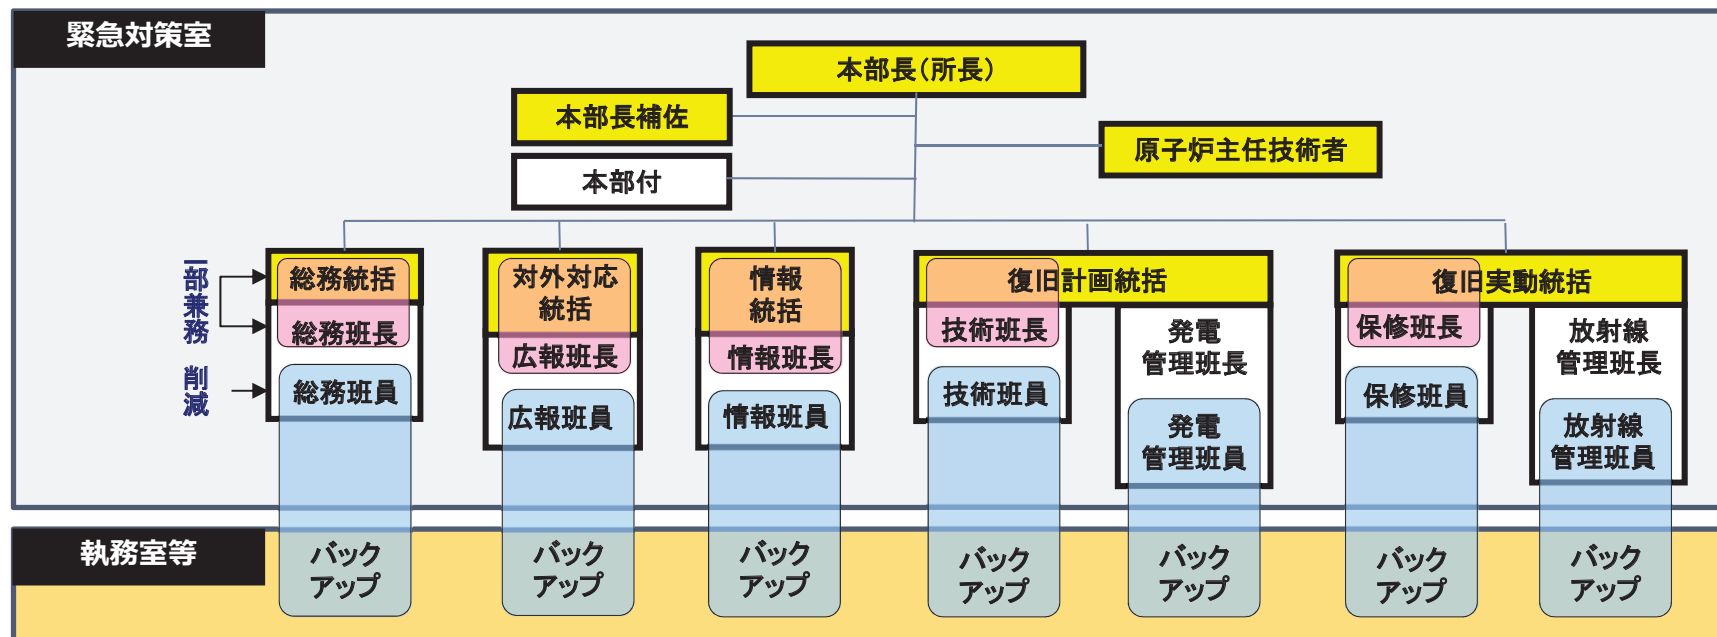 緊急対策室
本部長（所長）
本部長補佐
原子炉主任技術者
本部付
一部兼務
削減
総務統括
総務班長
総務班員
対外対応
統括
広報班長
広報班員
情報
統括
情報班長
情報班員
復旧計画統括
技術班長
技術班員
発電
管理班長
発電
管理班員
復旧実動統括
保修班長
保修班員
放射線
管理班長
放射線
管理班員
執務室等
バック
アップ
バック
アップ
バック
アップ
バック
アップ
バック
アップ
バック
アップ
バック
アップ